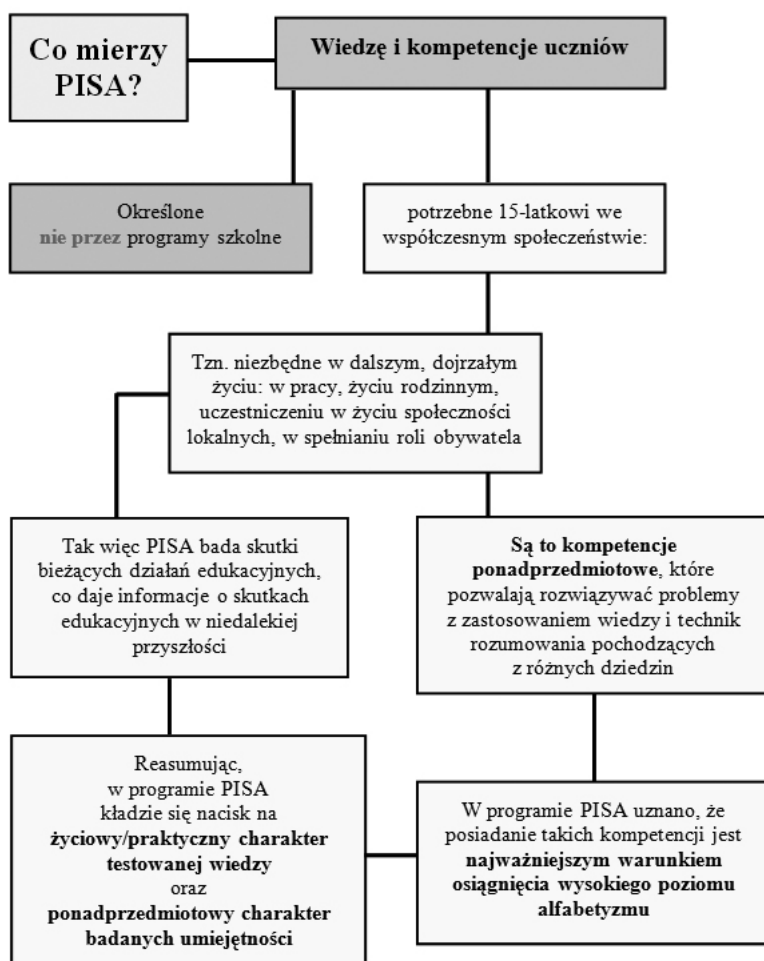 Co mierzy
PISA?
Wiedzę i kompetencje uczniów
Określone
nie przez programy szkolne
potrzebne 15-latkowi we
współczesnym społeczeństwie:
Tzn. niezbędne w dalszym, dojrzałym
życiu: w pracy, życiu rodzinnym,
uczestniczeniu w życiu społeczności
lokalnych, w spełnianiu roli obywatela
Tak więc PISA bada skutki
bieżących działań edukacyjnych,
co daje informacje o skutkach
edukacyjnych w niedalekiej
przyszłości
Są to kompetencje
ponadprzedmiotowe, które
pozwalają rozwiązywać problemy
z zastosowaniem wiedzy i technik
rozumowania pochodzących
z różnych dziedzin
Reasumując,
w programie PISA
kładzie się nacisk na
życiowy/praktyczny charakter
testowanej wiedzy
oraz
ponadprzedmiotowy charakter
badanych umiejętności
W programie PISA uznano, że
posiadanie takich kompetencji jest
najważniejszym warunkiem
osiągnięcia wysokiego poziomu
alfabetyzmu